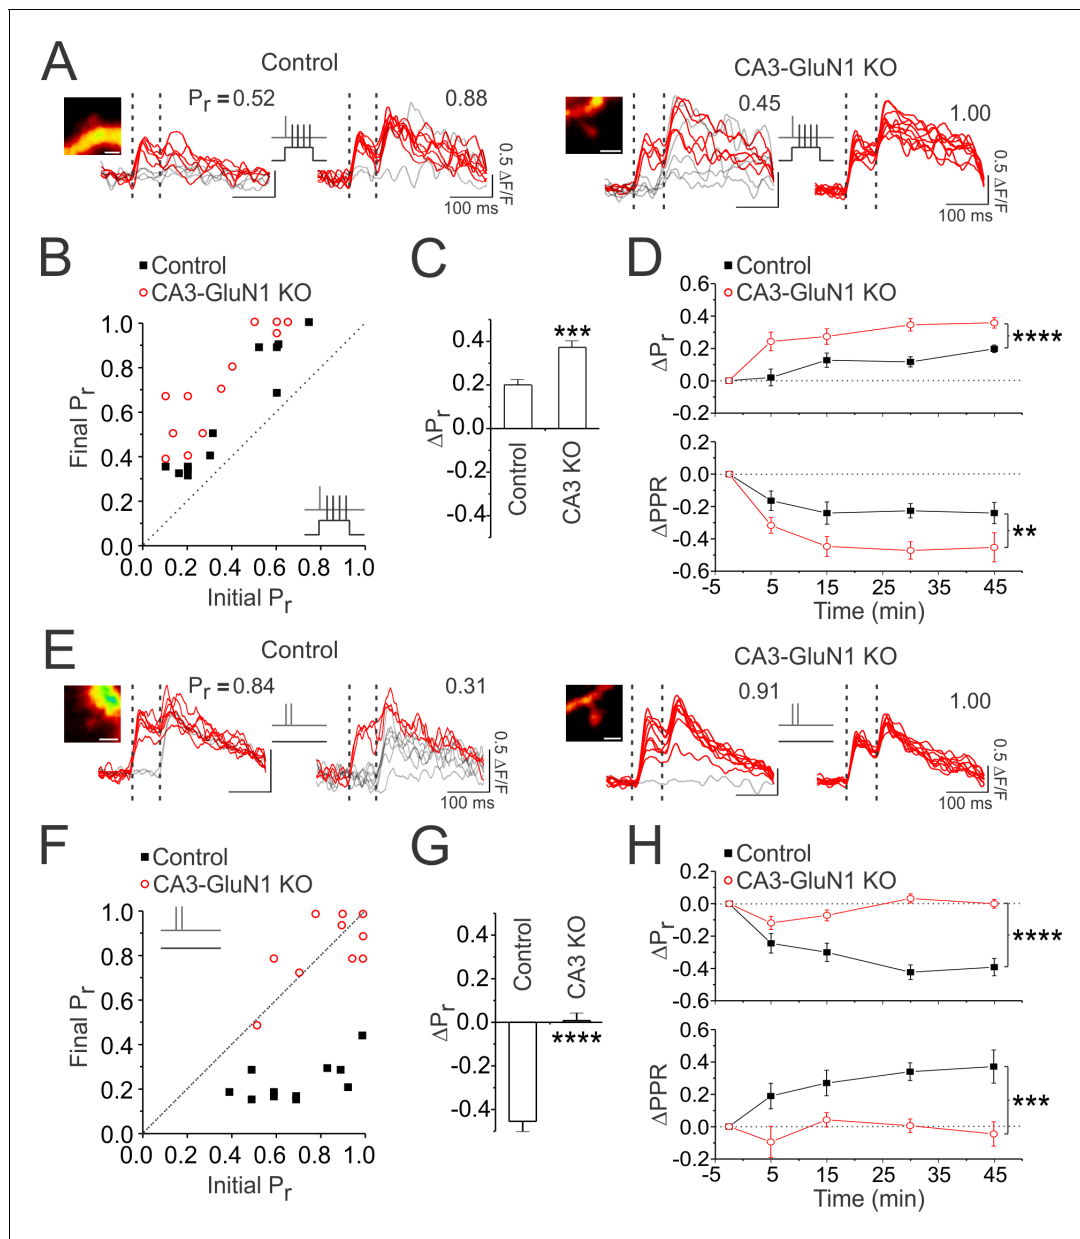 A
Control
CA3-GluN1 KO
Pr = 0.52
0.88
0.45
1.00
0.5 ΔF/F
100 ms
0.5 ΔF/F
100 ms
B
Control
CA3-GluN1 KO
Final Pr
1.0
0.8
0.6
0.4
0.2
0.0
0.0 0.2 0.4 0.6 0.8 1.0
Initial Pr
C
ΔPr
0.4
0.2
0.0
-0.2
-0.4
***
Control
CA3 KO
D
Control
CA3-GluN1 KO
ΔPr
0.6
0.4
0.2
0.0
-0.2
****
ΔPPR
0.2
0.0
-0.2
-0.4
-0.6
**
-5 5 15 25 35 45
Time (min)
E
Control
CA3-GluN1 KO
Pr = 0.84
0.31
0.91
1.00
0.5 ΔF/F
100 ms
0.5 ΔF/F
100 ms
F
Control
CA3-GluN1 KO
Final Pr
1.0
0.8
0.6
0.4
0.2
0.0
0.0 0.2 0.4 0.6 0.8 1.0
Initial Pr
G
ΔPr
0.4
0.2
0.0
-0.2
-0.4
Control
CA3 KO
****
H
Control
CA3-GluN1 KO
ΔPr
0.2
0.0
-0.2
-0.4
-0.6
****
ΔPPR
0.6
0.4
0.2
0.0
-0.2
***
-5 5 15 25 35 45
Time (min)